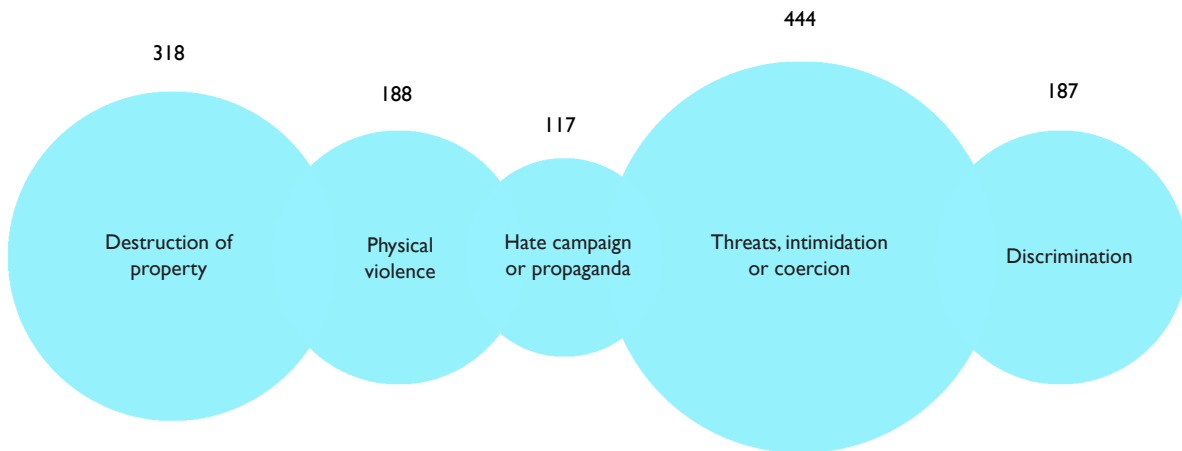 444
318
188
187
117
Destruction of
property
Physical
violence
Hate campaign
or propaganda
Threats, intimidation
or coercion
Discrimination